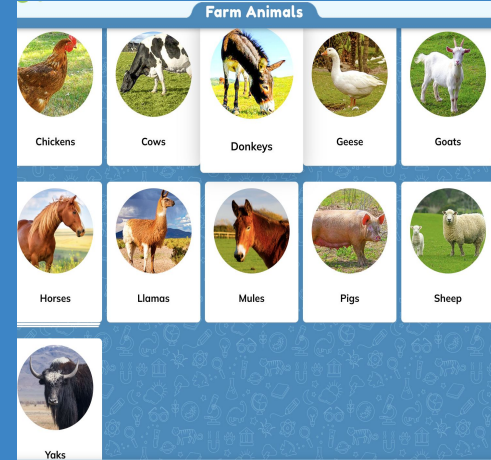 Farm Animals
Chickens
Cows
Donkeys
Geese
Goats
Horses
Llamas
Mules
Pigs
Sheep
Yaks